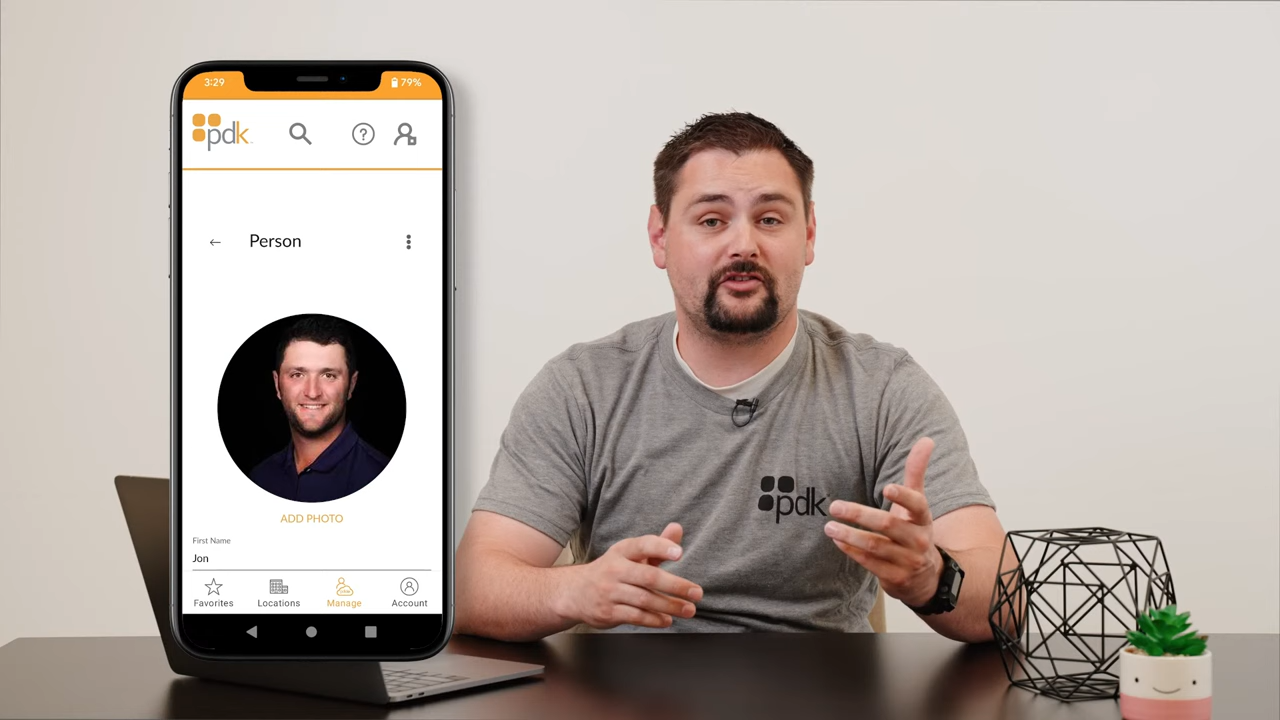 3:29
79%
pdk
?
Person
ADD PHOTO
First Name
Jon
Favorites
Locations
Manage
Account
pdk